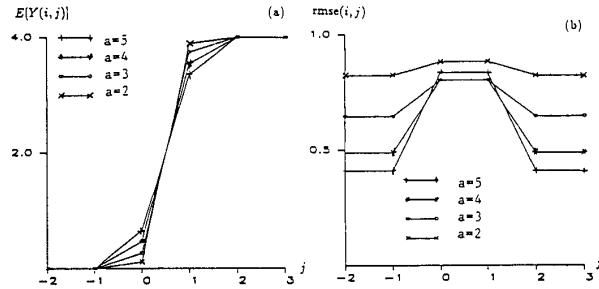 E{Y(i,j)}
(a)
4.0
a=5
a=4
a=3
a=2
2.0
-2 -1 0 1 2 3 j
rmse(i,j)
(b)
1.0
0.5
a=5
a=4
a=3
a=2
-2 -1 0 1 2 3 j